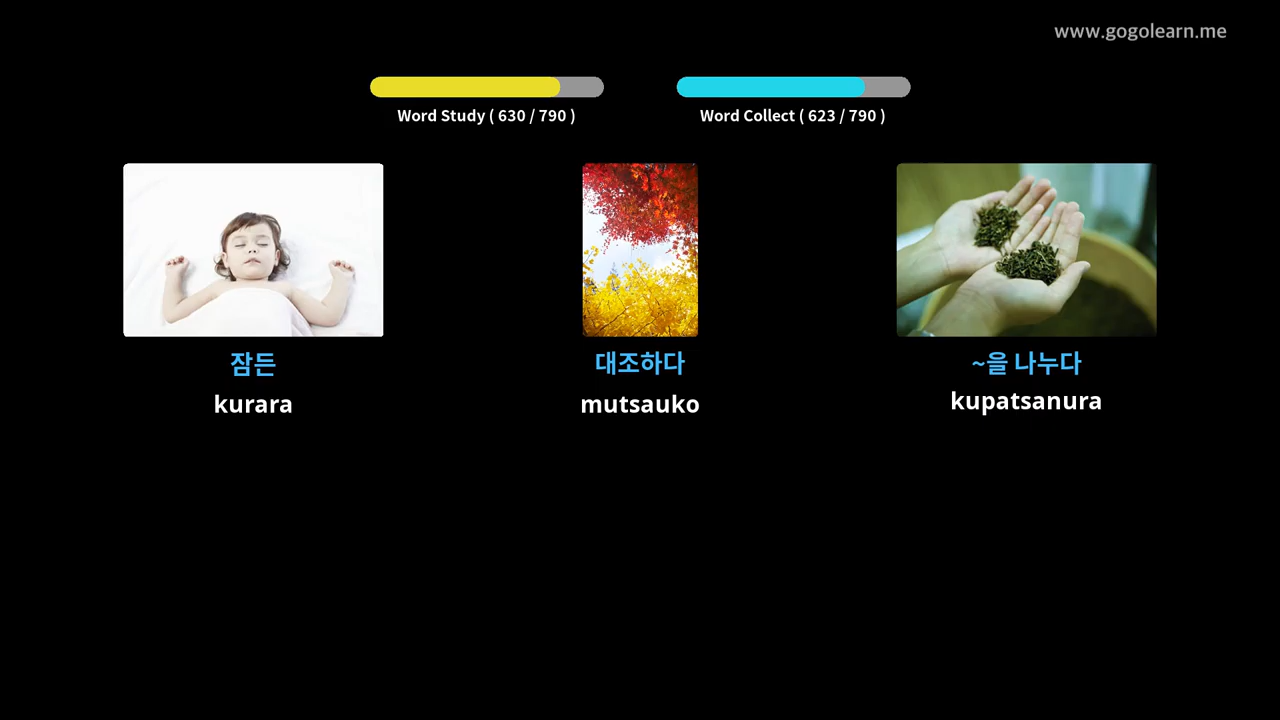 www.gogolearn.me
Word Study ( 630 / 790 )
Word Collect ( 623 / 790 )
잠든
kurara
대조하다
mutsauko
~을 나누다
kupatsanura